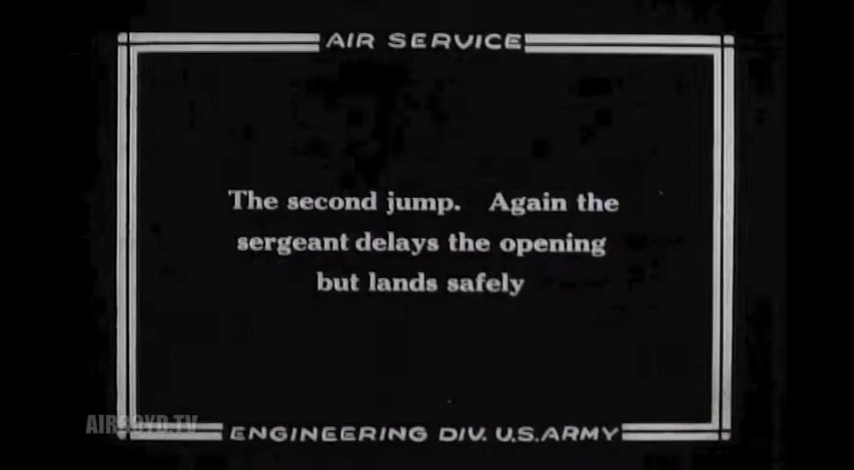 AIR SERVICE
The second jump. Again the
sergeant delays the opening
but lands safely
AIRBOYD.TV
ENGINEERING DIV. U.S. ARMY